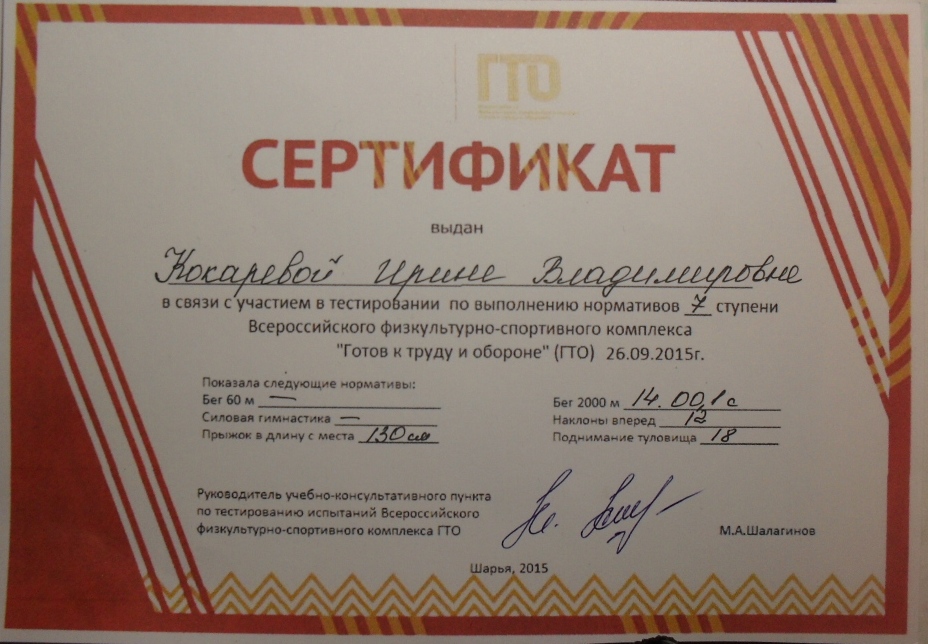 ГТО
СЕРТИФИКАТ
выдан
Кокаревой Ирине Владимировне
в связи с участием в тестировании по выполнению нормативов 7 ступени
Всероссийского физкультурно-спортивного комплекса
"Готов к труду и обороне" (ГТО) 26.09.2015г.
Показала следующие нормативы:
Бег 60 м —
Силовая гимнастика —
Прыжок в длину с места 130см
Бег 2000 м 14.00,1с
Наклоны вперед 12
Поднимание туловища 18
Руководитель учебно-консультативного пункта
по тестированию испытаний Всероссийского
физкультурно-спортивного комплекса ГТО
М.А.Шалагинов
Шарья, 2015